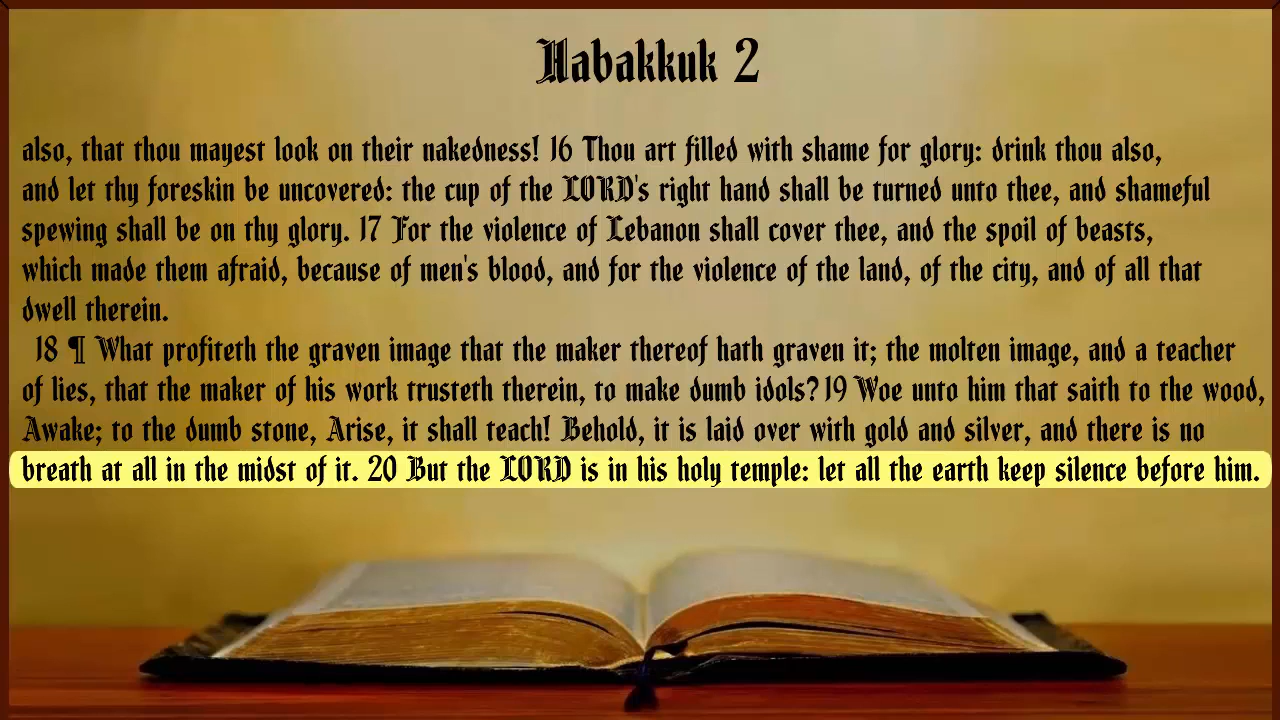 Habakkuk 2
also, that thou mayest look on their nakedness! 16 Thou art filled with shame for glory: drink thou also,
and let thy foreskin be uncovered: the cup of the LORD's right hand shall be turned unto thee, and shameful
spewing shall be on thy glory. 17 For the violence of Lebanon shall cover thee, and the spoil of beasts,
which made them afraid, because of men's blood, and for the violence of the land, of the city, and of all that
dwell therein.
18 ¶ What profiteth the graven image that the maker thereof hath graven it; the molten image, and a teacher
of lies, that the maker of his work trusteth therein, to make dumb idols? 19 Woe unto him that saith to the wood,
Awake; to the dumb stone, Arise, it shall teach! Behold, it is laid over with gold and silver, and there is no
breath at all in the midst of it. 20 But the LORD is in his holy temple: let all the earth keep silence before him.